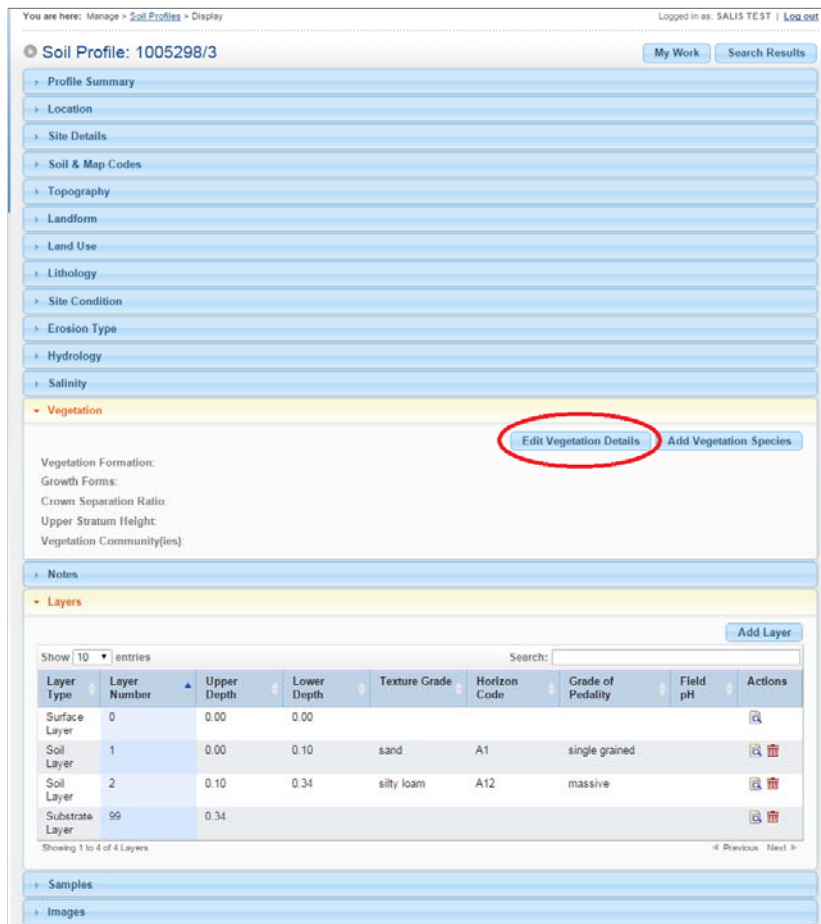 You are here: Manage > Soil Profiles > Display Logged in as: SALIS TEST | Log out
Soil Profile: 1005298/3 My Work Search Results
Profile Summary
Location
Site Details
Soil & Map Codes
Topography
Landform
Land Use
Lithology
Site Condition
Erosion Type
Hydrology
Salinity
Vegetation
Edit Vegetation Details Add Vegetation Species
Vegetation Formation:
Growth Forms:
Crown Separation Ratio:
Upper Stratum Height:
Vegetation Community(ies)
Notes
Layers
Add Layer
Show 10 entries Search:
Layer Type Layer Number Upper Depth Lower Depth Texture Grade Horizon Code Grade of Pedality Field pH Actions
Surface Layer 0 0.00 0.00
Soil Layer 1 0.00 0.10 sand A1 single grained
Soil Layer 2 0.10 0.34 silty loam A12 massive
Substrate Layer 99 0.34
Showing 1 to 4 of 4 Layers Previous Next
Samples
Images